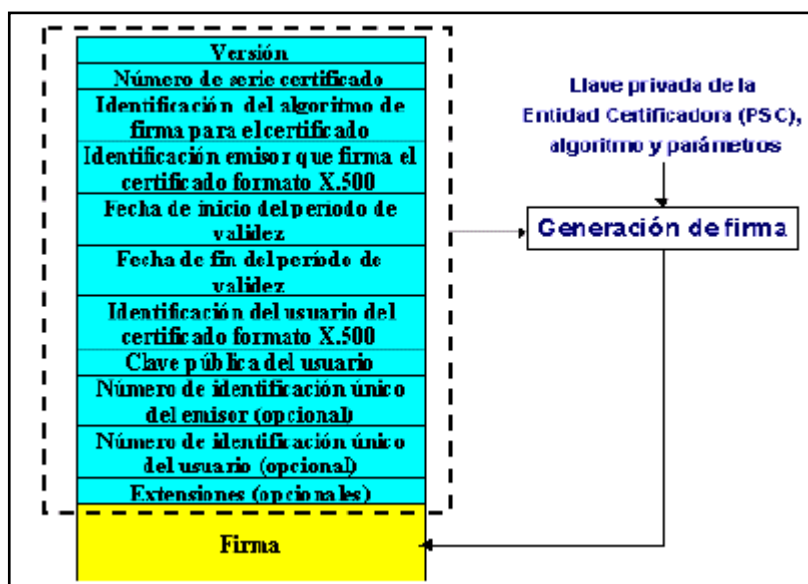 Versión
Número de serie certificado
Identificación del algoritmo de
firma para el certificado
Identificación emisor que firma el
certificado formato X.500
Fecha de inicio del periodo de
validez
Fecha de fin del período de
validez
Identificación del usuario del
certificado formato X.500
Clave pública del usuario
Número de identificación único
del emisor (opcional)
Número de identificación único
del usuario (opcional)
Extensiones (opcionales)
Firma
Llave privada de la
Entidad Certificadora (PSC),
algoritmo y parámetros
Generación de firma